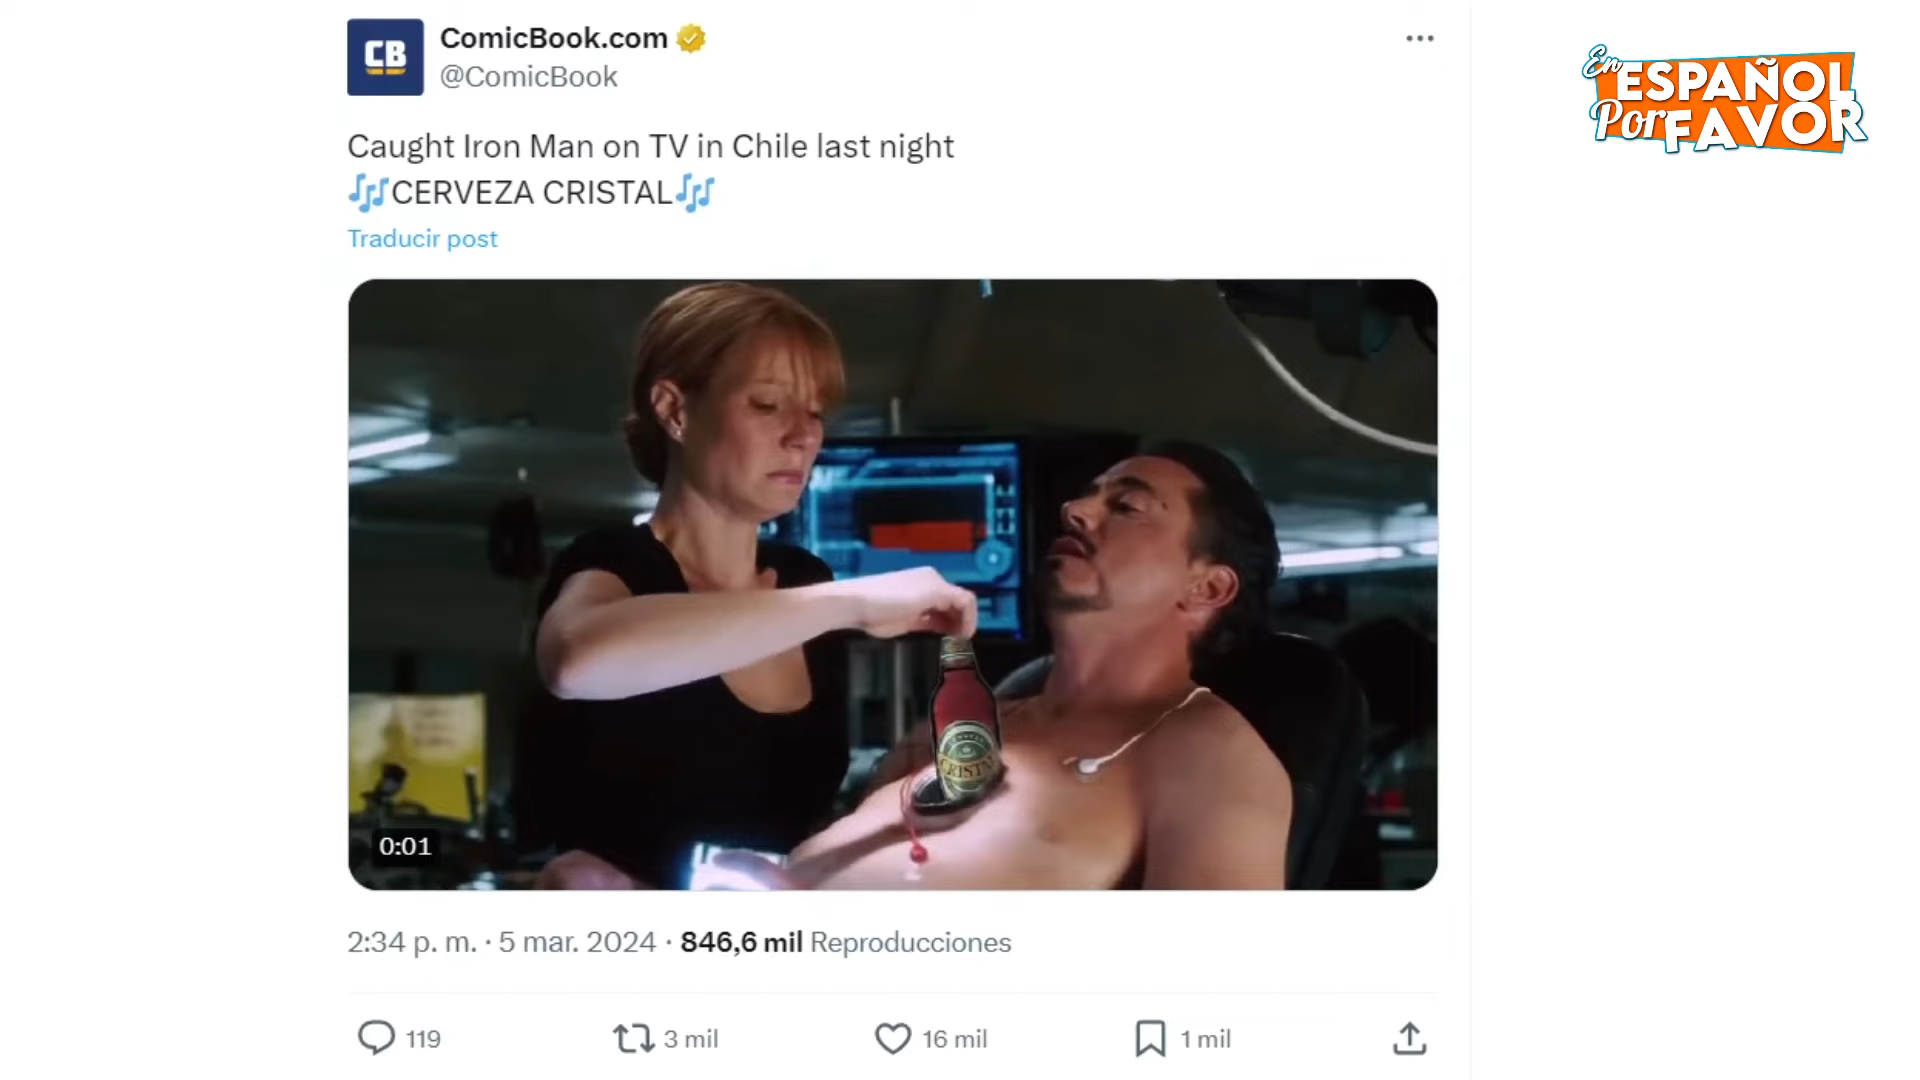 CB
ComicBook.com
@ComicBook
Caught Iron Man on TV in Chile last night
🎶CERVEZA CRISTAL🎶
Traducir post
CRISTAL
0:01
2:34 p. m. · 5 mar. 2024 · 846,6 mil Reproducciones
119
3 mil
16 mil
1 mil
En ESPAÑOL
Por FAVOR